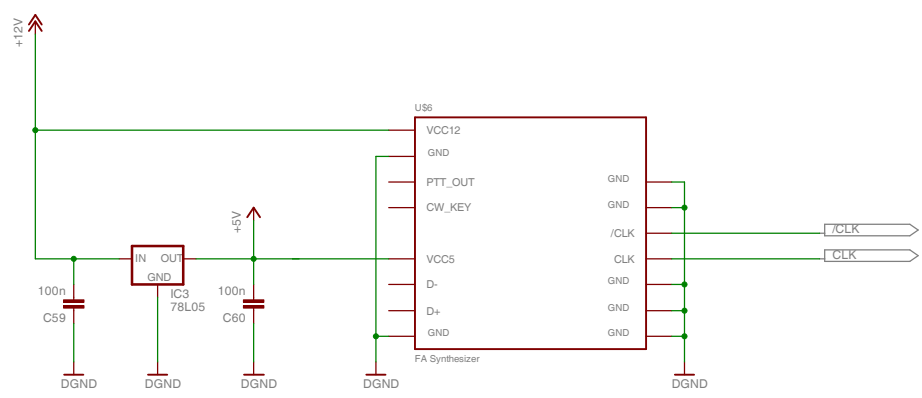 +12V
U$6
VCC12
GND
PTT_OUT
CW_KEY
VCC5
D-
D+
GND
GND
GND
/CLK
CLK
GND
GND
GND
FA Synthesizer
/CLK
CLK
+5V
IN OUT
GND
IC3
78L05
100n
C59
100n
C60
DGND
DGND
DGND
DGND
DGND